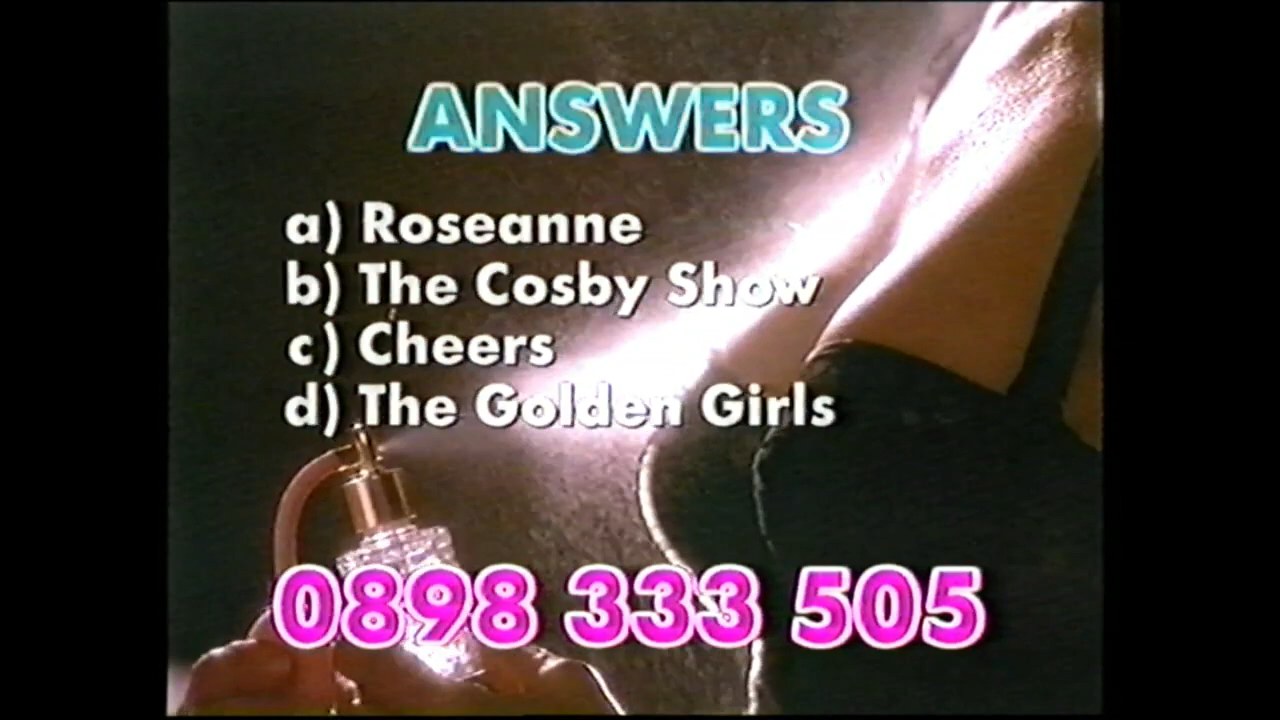 ANSWERS
a) Roseanne
b) The Cosby Show
c) Cheers
d) The Golden Girls
0898 333 505